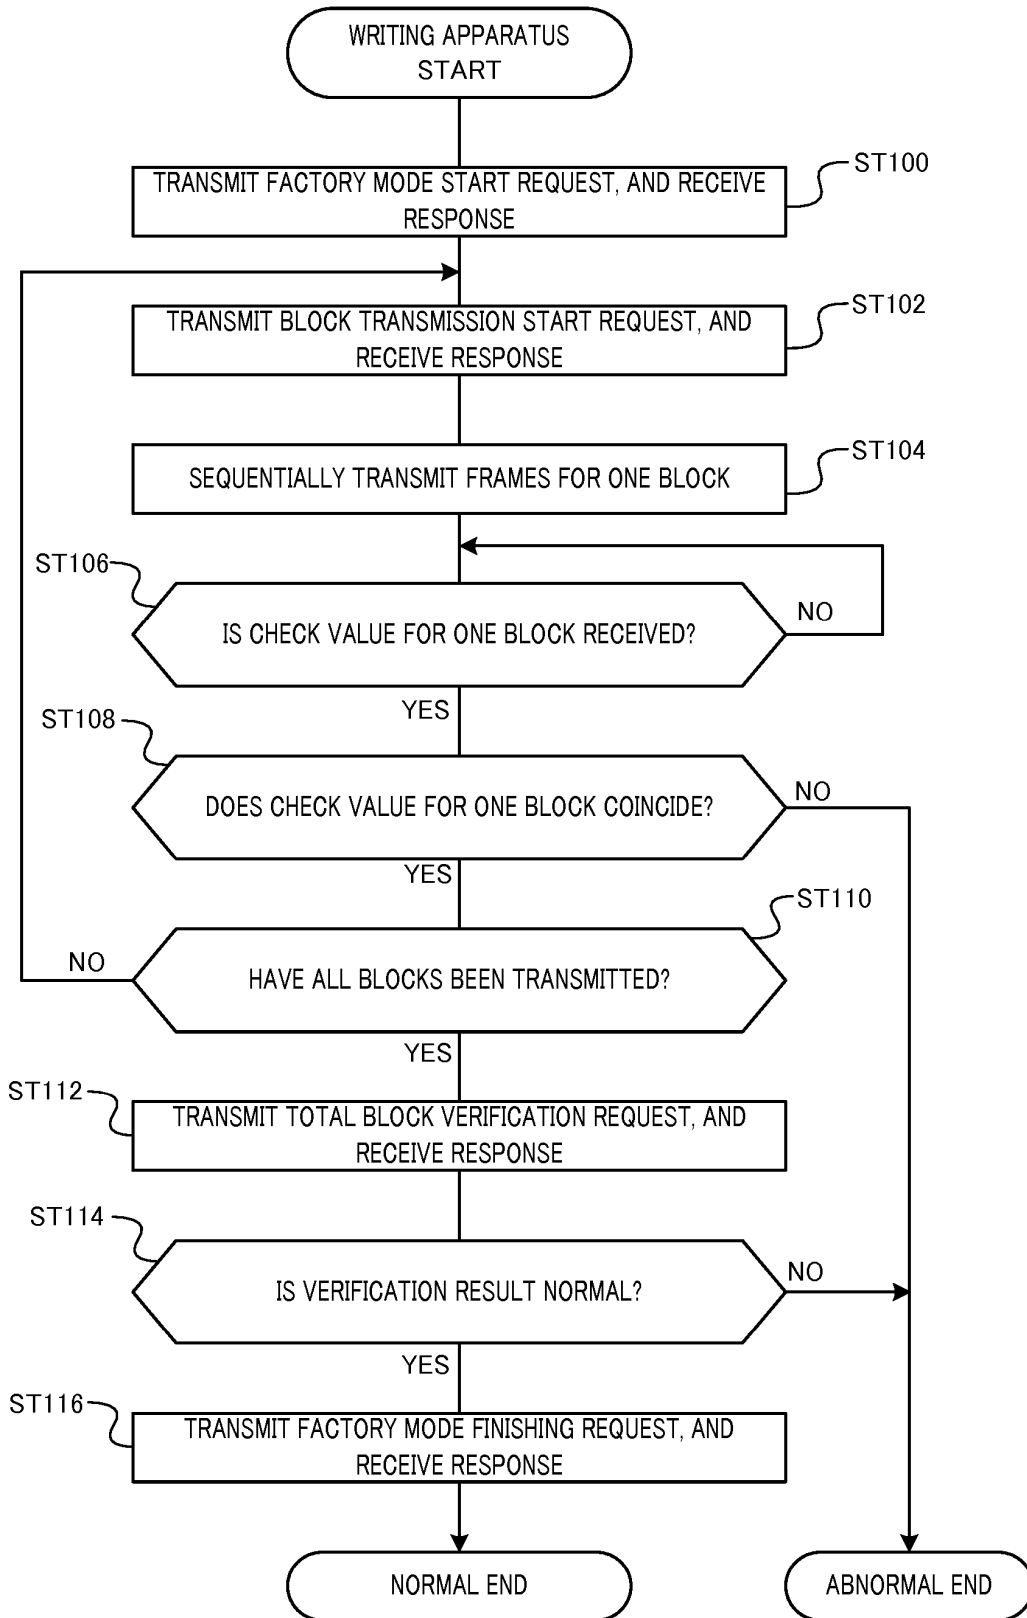 WRITING APPARATUS
START
TRANSMIT FACTORY MODE START REQUEST, AND RECEIVE
RESPONSE
ST100
TRANSMIT BLOCK TRANSMISSION START REQUEST, AND
RECEIVE RESPONSE
ST102
SEQUENTIALLY TRANSMIT FRAMES FOR ONE BLOCK
ST104
ST106
IS CHECK VALUE FOR ONE BLOCK RECEIVED?
NO
YES
ST108
DOES CHECK VALUE FOR ONE BLOCK COINCIDE?
NO
YES
ST110
NO
HAVE ALL BLOCKS BEEN TRANSMITTED?
YES
ST112
TRANSMIT TOTAL BLOCK VERIFICATION REQUEST, AND
RECEIVE RESPONSE
ST114
IS VERIFICATION RESULT NORMAL?
NO
YES
ST116
TRANSMIT FACTORY MODE FINISHING REQUEST, AND
RECEIVE RESPONSE
NORMAL END
ABNORMAL END